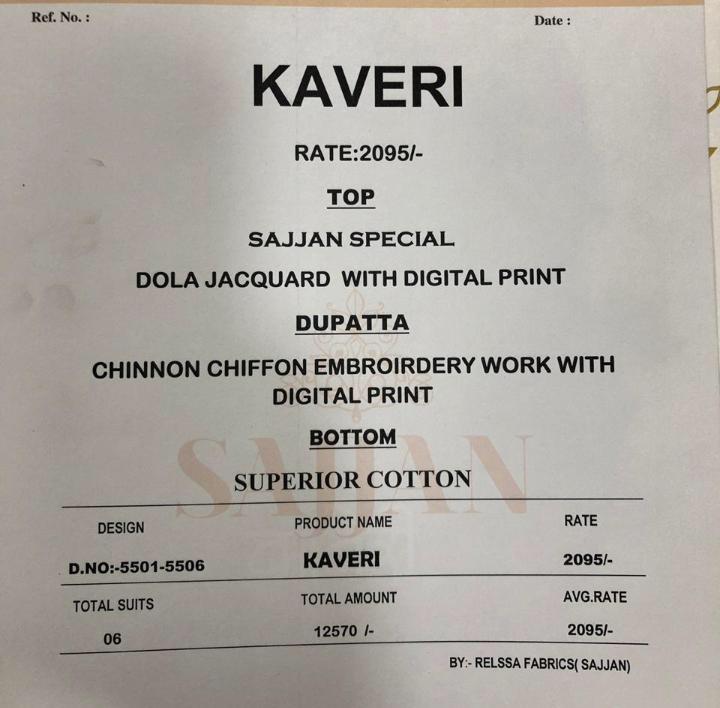 Ref. No. :
Date :
KAVERI
RATE:2095/-
TOP
SAJJAN SPECIAL
DOLA JACQUARD WITH DIGITAL PRINT
DUPATTA
CHINNON CHIFFON EMBROIRDERY WORK WITH
DIGITAL PRINT
BOTTOM
SAJJAN
SUPERIOR COTTON
DESIGN PRODUCT NAME RATE
D.NO:-5501-5506 KAVERI 2095/-
TOTAL SUITS TOTAL AMOUNT AVG.RATE
06 12570 /- 2095/-
BY:- RELSSA FABRICS( SAJJAN)